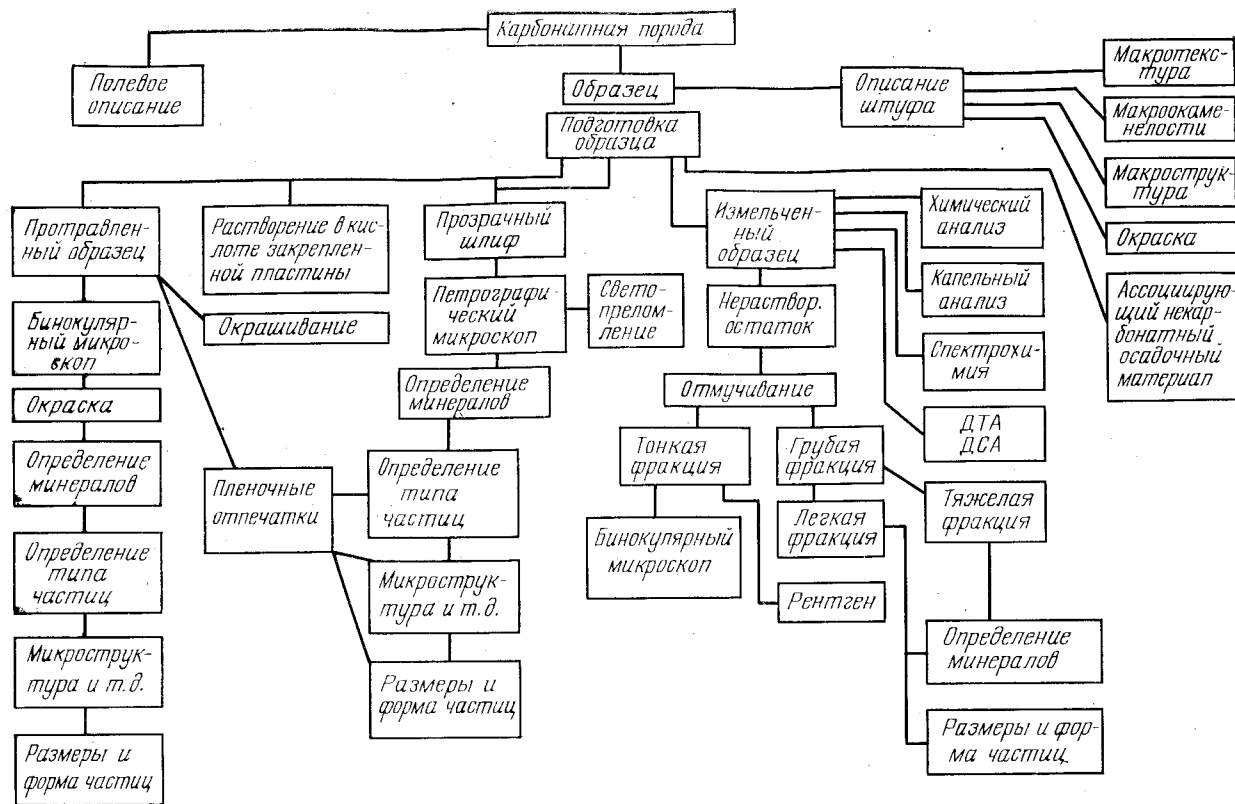 Карбонатная порода
Полевое
описание
Образец
Описание
штуфа
Макротекс-
тура
Макроокаме-
нелости
Макрострук-
тура
Окраска
Ассоциирую-
щий некар-
бонатный
осадочный
материал
Подготовка
образца
Протравлен-
ный образец
Растворение в кис-
лоте закреплен-
ной пластины
Прозрачный
шлиф
Измельчен-
ный
образец
Химический
анализ
Капельный
анализ
Спектрохи-
мия
ДТА
ДСА
Бинокуляр-
ный микро-
скоп
Окрашивание
Петрографи-
ческий
микроскоп
Свето-
прелом-
ление
Нераствор.
остаток
Окраска
Определение
минералов
Отмучивание
Определение
минералов
Пленочные
отпечатки
Определение
типа
частиц
Тонкая
фракция
Грубая
фракция
Тяжелая
фракция
Бинокулярный
микроскоп
Легкая
фракция
Определение
типа
частиц
Микрострук-
тура и т.д.
Рентген
Определение
минералов
Микрострук-
тура и т.д.
Размеры и
форма частиц
Размеры и фор-
ма частиц
Размеры и
форма частиц